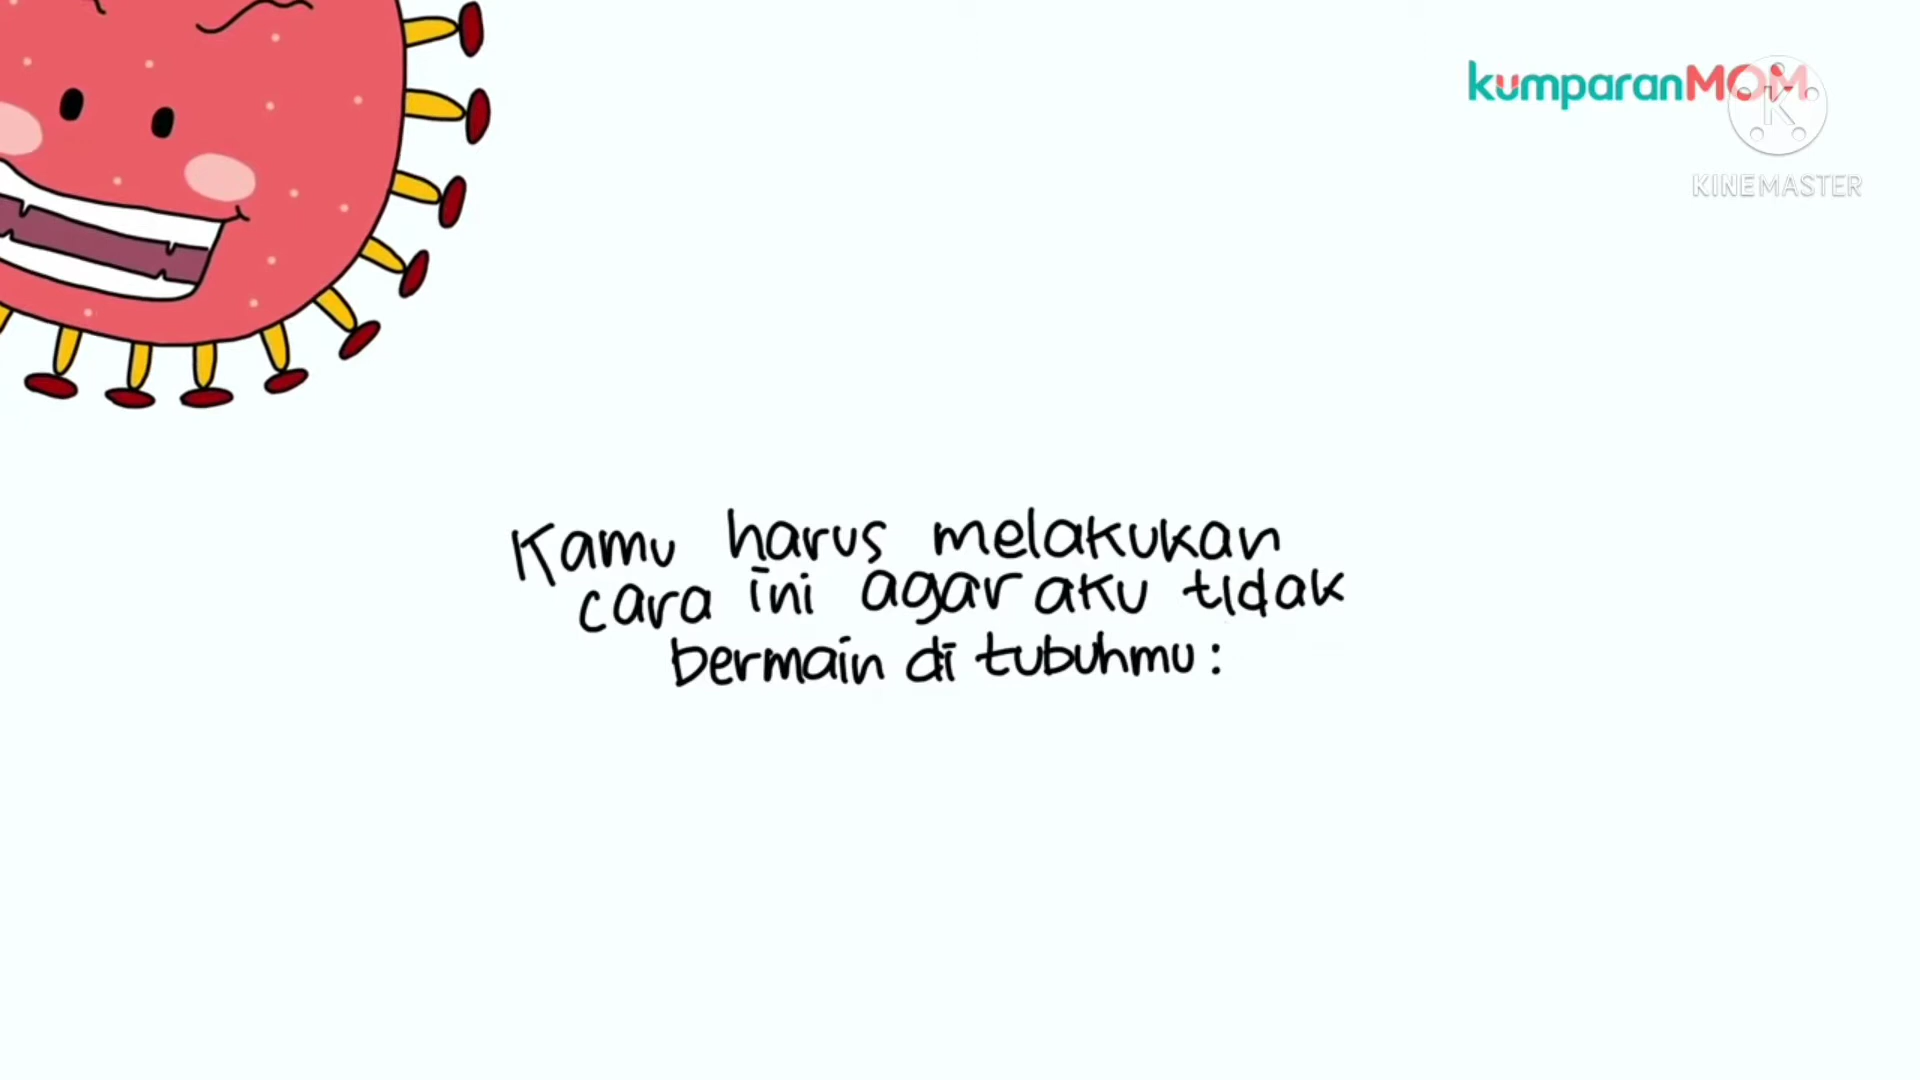 kumparanMOM
K
KINEMASTER
Kamu harus melakukan
cara ini agar aku tidak
bermain di tubuhmu: